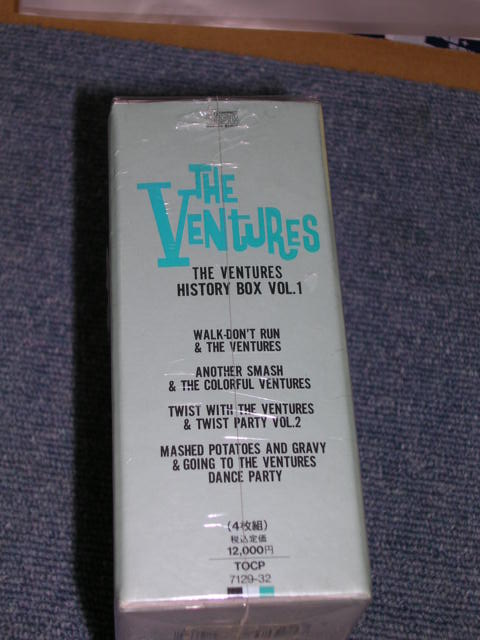 THE
VENTURES
THE VENTURES
HISTORY BOX VOL.1
WALK-DON'T RUN
& THE VENTURES
ANOTHER SMASH
& THE COLORFUL VENTURES
TWIST WITH THE VENTURES
& TWIST PARTY VOL.2
MASHED POTATOES AND GRAVY
& GOING TO THE VENTURES
DANCE PARTY
(4枚組)
税込定価
12,000円
TOCP
7129-32